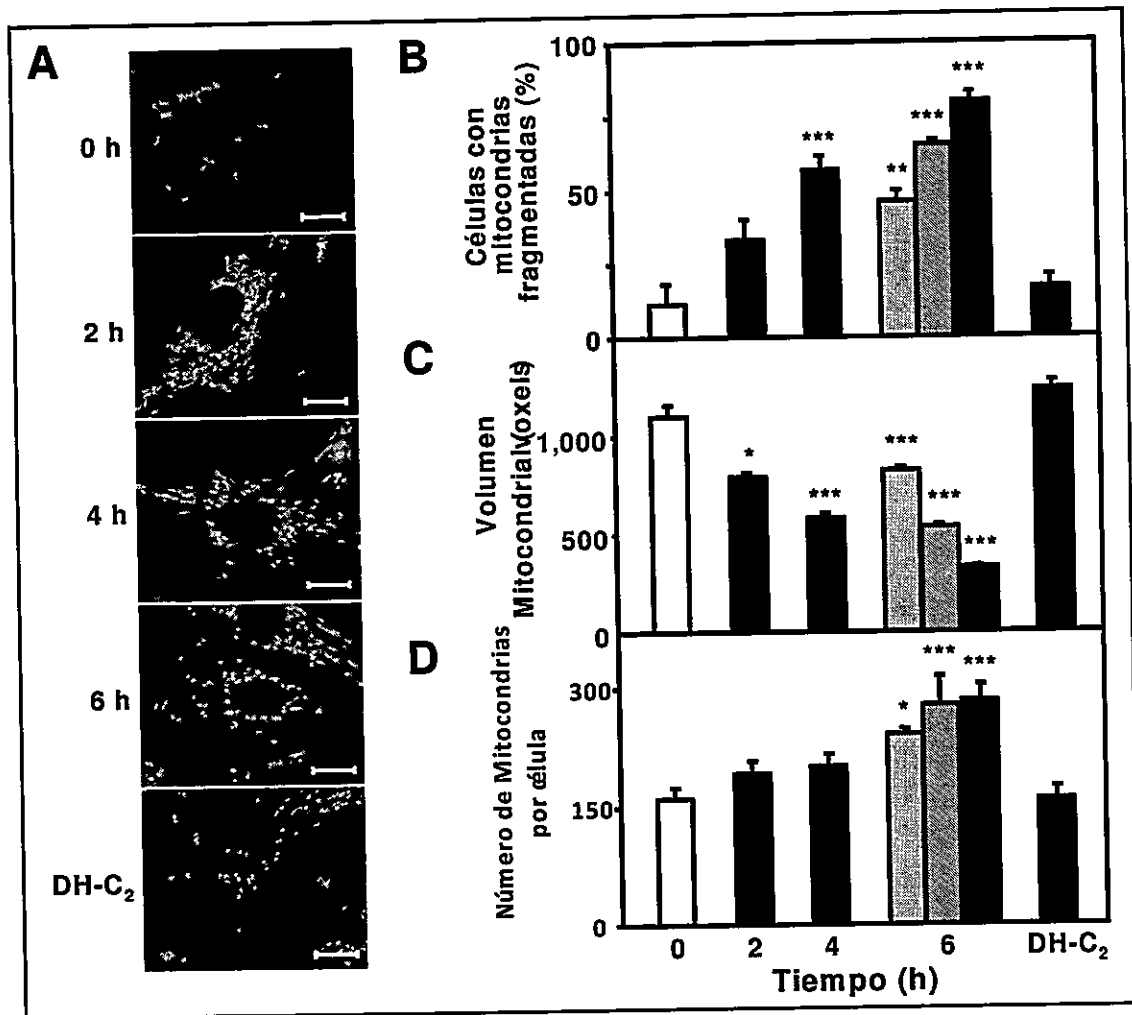 A
0 h
2 h
4 h
6 h
DH-C₂
B
Células con
mitocondrias
fragmentadas (%)
100
50
0
***
**
***
***
C
Volumen
Mitocondrial(voxels)
1,000
500
0
*
***
***
***
***
D
Número de Mitocondrias
por célula
300
150
0
*
***
***
0 2 4 6 DH-C₂
Tiempo (h)